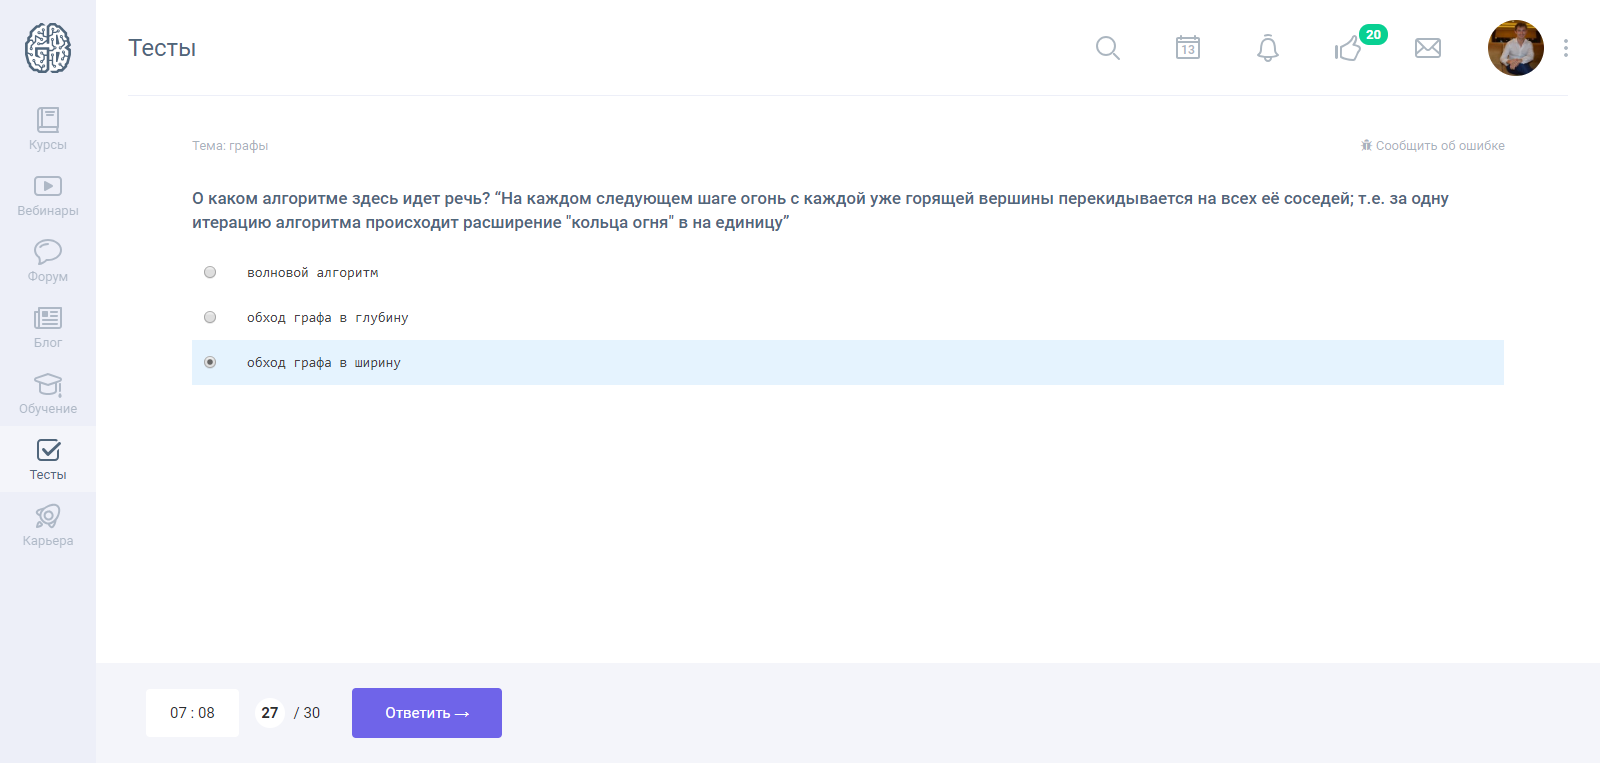 Тесты
13
20
Курсы
Вебинары
Форум
Блог
Обучение
Тесты
Карьера
Тема: графы
Сообщить об ошибке
О каком алгоритме здесь идет речь? “На каждом следующем шаге огонь с каждой уже горящей вершины перекидывается на всех её соседей; т.е. за одну
итерацию алгоритма происходит расширение "кольца огня" в на единицу”
волновой алгоритм
обход графа в глубину
обход графа в ширину
07 : 08
27 / 30
Ответить →